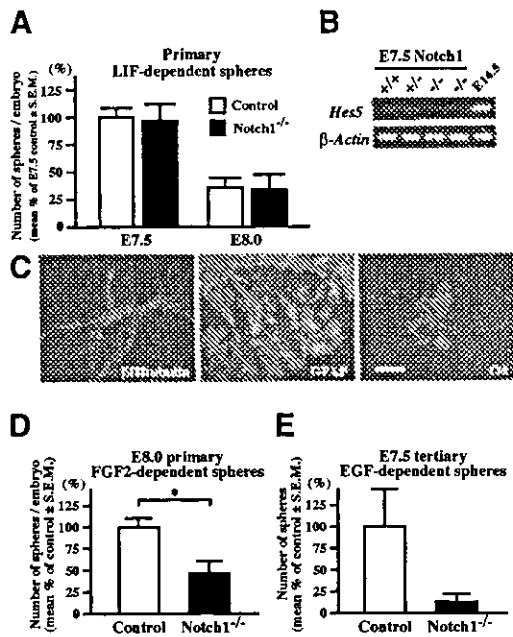 A
Primary
LIF-dependent spheres
(%)
Number of spheres / embryo
(mean % of E7.5 control ± S.E.M.)
125
100
75
50
25
0
Control
Notch1-/-
E7.5
E8.0
B
E7.5 Notch1
+/+ +/- -/- -/- E14.5
Hes5
β-Actin
C
βIIItubulin
GFAP
O4
D
E8.0 primary
FGF2-dependent spheres
(%)
Number of spheres / embryo
(mean % of control ± S.E.M.)
125
100
75
50
25
0
*
Control
Notch1-/-
E
E7.5 tertiary
EGF-dependent spheres
(%)
Number of spheres / embryo
(mean % of control ± S.E.M.)
125
100
75
50
25
0
Control
Notch1-/-